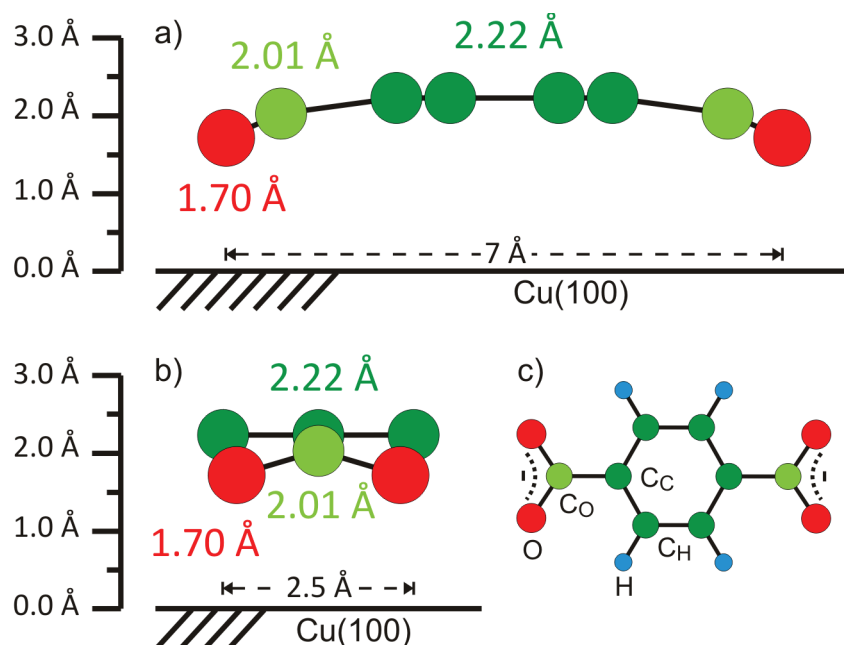 3.0 Å
a)
2.22 Å
2.01 Å
2.0 Å
1.70 Å
1.0 Å
7 Å
0.0 Å
Cu(100)
3.0 Å
b)
2.22 Å
c)
2.0 Å
2.01 Å
1.70 Å
1.0 Å
2.5 Å
0.0 Å
Cu(100)
- -
C_O
C_C
O
C_H
H